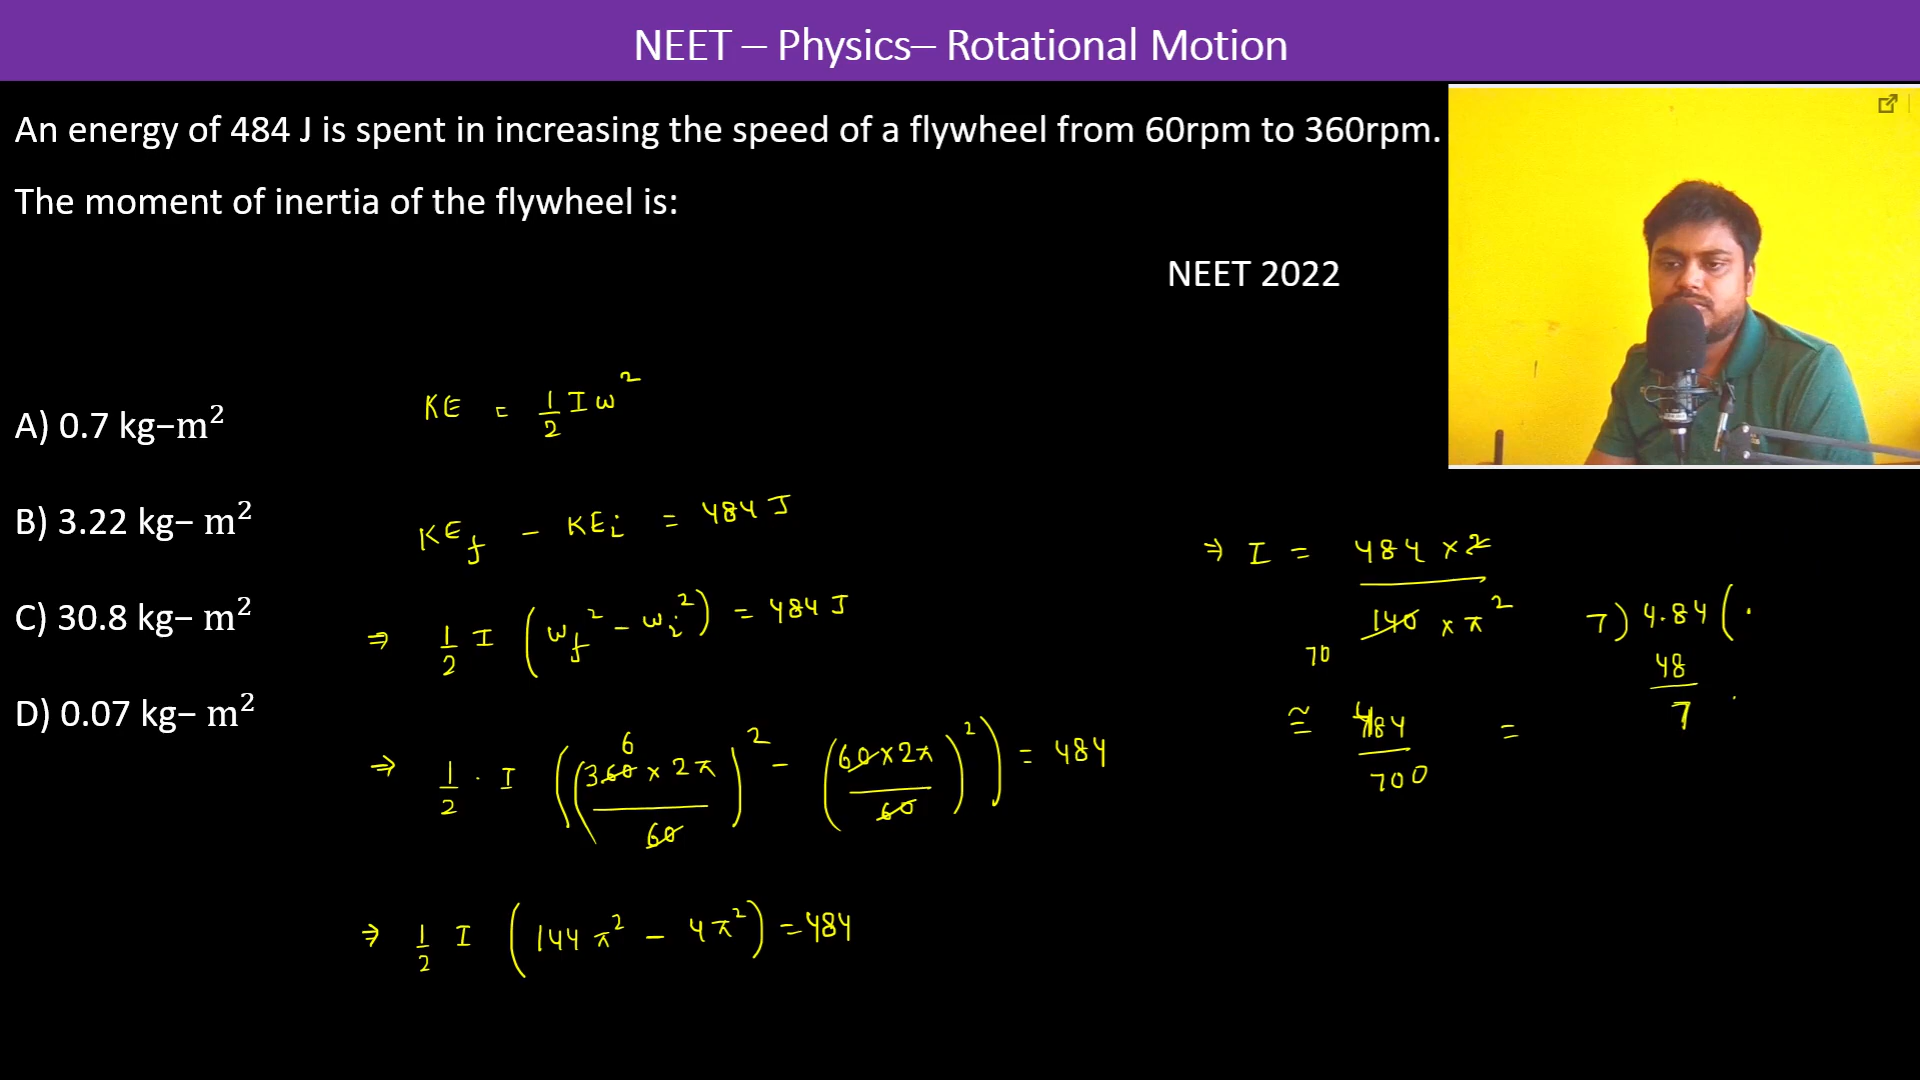 NEET – Physics– Rotational Motion
An energy of 484 J is spent in increasing the speed of a flywheel from 60rpm to 360rpm.
The moment of inertia of the flywheel is:
NEET 2022
A) 0.7 kg–m²
B) 3.22 kg– m²
C) 30.8 kg– m²
D) 0.07 kg– m²
KE = 1/2 I ω²
KE_f - KE_i = 484 J
⇒ 1/2 I (ω_f² - ω_i²) = 484 J
⇒ 1/2 · I ((360 × 2π / 60)² - (60 × 2π / 60)²) = 484
6
⇒ 1/2 I (144 π² - 4π²) = 484
⇒ I = 484 × 2 / 140 × π²
70
≅ 484 / 700 =
7) 4.84 ( .
48
7